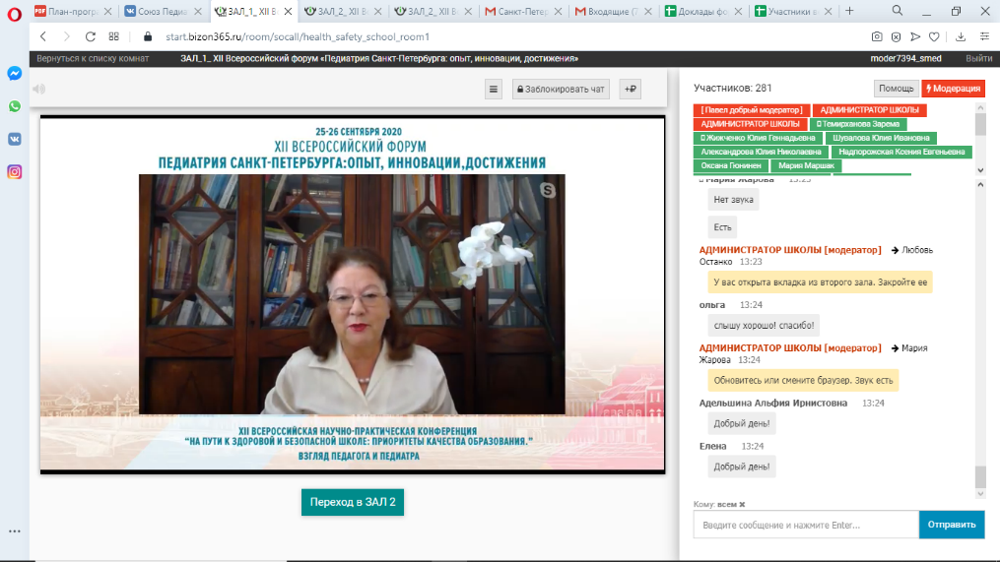 План-програ
Союз Педиа
ЗАЛ_1_ XII Вс
ЗАЛ_2_ XII Вс
ЗАЛ_2_ XII Вс
Санкт-Петер
Входящие (7
Доклады фо
Участники в
start.bizon365.ru/room/socall/health_safety_school_room1
Вернуться к списку комнат
ЗАЛ_1_ XII Всероссийский форум «Педиатрия Санкт-Петербурга: опыт, инновации, достижения»
moder7394_smed
Выйти
Заблокировать чат
+₽
25-26 СЕНТЯБРЯ 2020
XII ВСЕРОССИЙСКИЙ ФОРУМ
ПЕДИАТРИЯ САНКТ-ПЕТЕРБУРГА:ОПЫТ, ИННОВАЦИИ,ДОСТИЖЕНИЯ
XII ВСЕРОССИЙСКАЯ НАУЧНО-ПРАКТИЧЕСКАЯ КОНФЕРЕНЦИЯ
"НА ПУТИ К ЗДОРОВОЙ И БЕЗОПАСНОЙ ШКОЛЕ: ПРИОРИТЕТЫ КАЧЕСТВА ОБРАЗОВАНИЯ."
ВЗГЛЯД ПЕДАГОГА И ПЕДИАТРА
Переход в ЗАЛ 2
Участников: 281
Помощь
Модерация
[ Павел добрый модератор ]
АДМИНИСТРАТОР ШКОЛЫ
АДМИНИСТРАТОР ШКОЛЫ
Темирханова Зарема
Жижченко Юлия Геннадьевна
Шувалова Юлия Ивановна
Александрова Юлия Николаевна
Надпорожская Ксения Евгеньевна
Оксана Гюнинен
Мария Маршак
Мария Жарова 13:23
Нет звука
Есть
АДМИНИСТРАТОР ШКОЛЫ [модератор] → Любовь
Останко 13:23
У вас открыта вкладка из второго зала. Закройте ее
ольга 13:24
слышу хорошо! спасибо!
АДМИНИСТРАТОР ШКОЛЫ [модератор] → Мария
Жарова 13:24
Обновитесь или смените браузер. Звук есть
Адельшина Альфия Ирнистовна 13:24
Добрый день!
Елена 13:24
Добрый день!
Кому: всем ✖
Введите сообщение и нажмите Enter...
Отправить